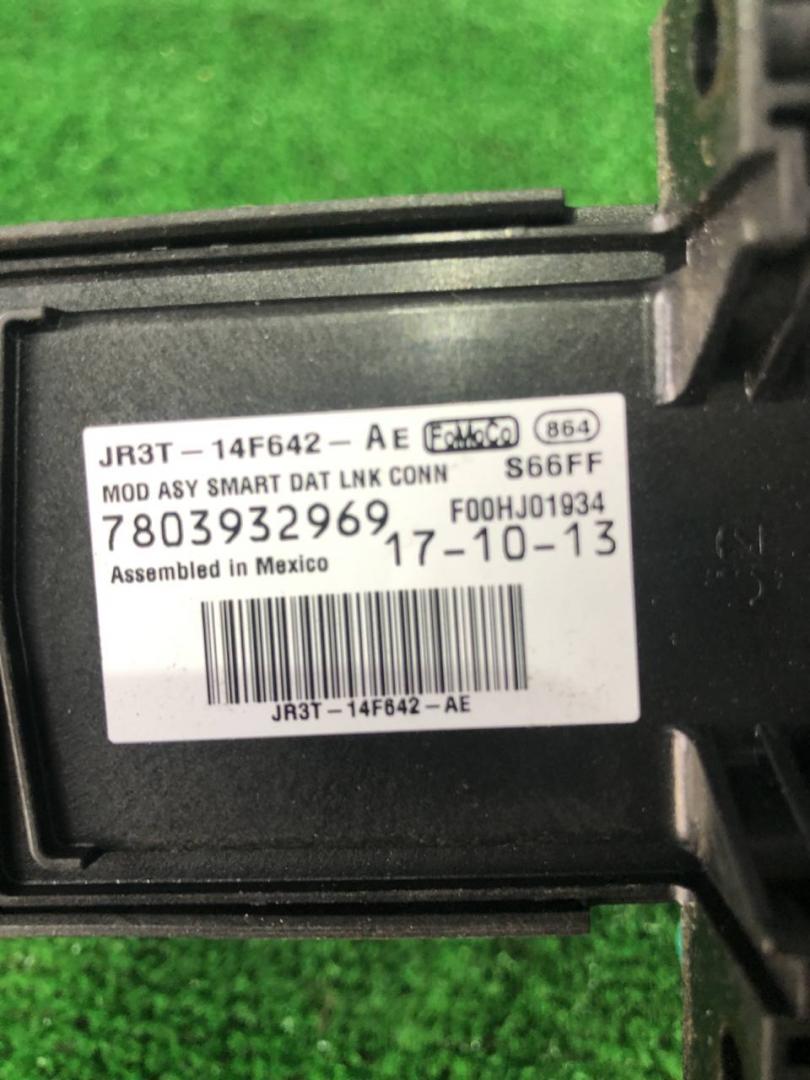 JR3T-14F642-AE FoMoCo 864
MOD ASY SMART DAT LNK CONN S66FF
7803932969 F00HJ01934
Assembled in Mexico 17-10-13
JR3T-14F642-AE